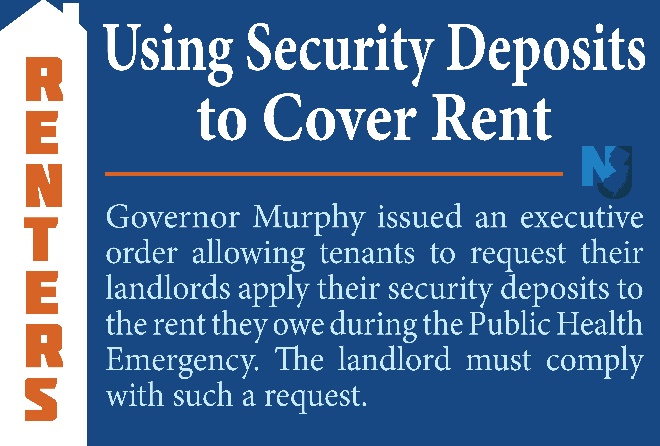 RENTERS
Using Security Deposits
to Cover Rent
NJ
Governor Murphy issued an executive
order allowing tenants to request their
landlords apply their security deposits to
the rent they owe during the Public Health
Emergency. The landlord must comply
with such a request.